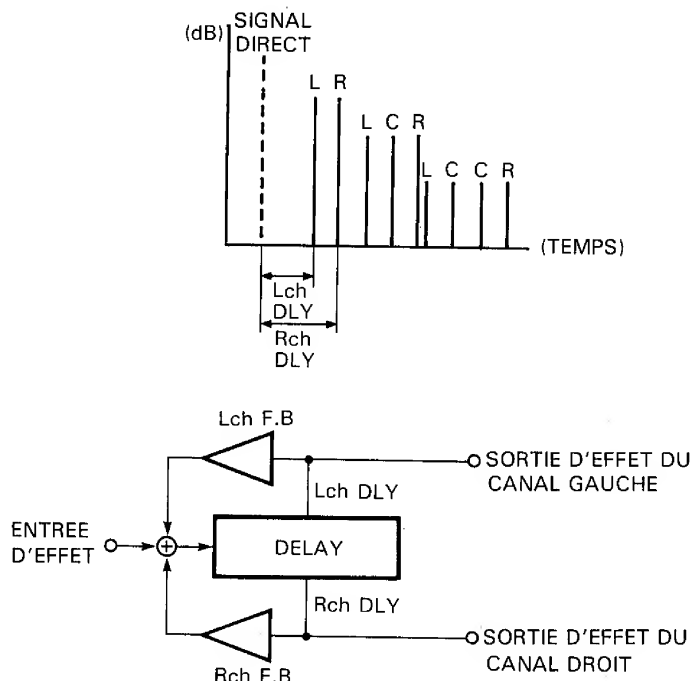 (dB)
SIGNAL
DIRECT
L R
L C R
L C C R
(TEMPS)
Lch
DLY
Rch
DLY
Lch F.B
SORTIE D'EFFET DU
CANAL GAUCHE
Lch DLY
ENTREE
D'EFFET
DELAY
Rch DLY
SORTIE D'EFFET DU
CANAL DROIT
Rch F.B